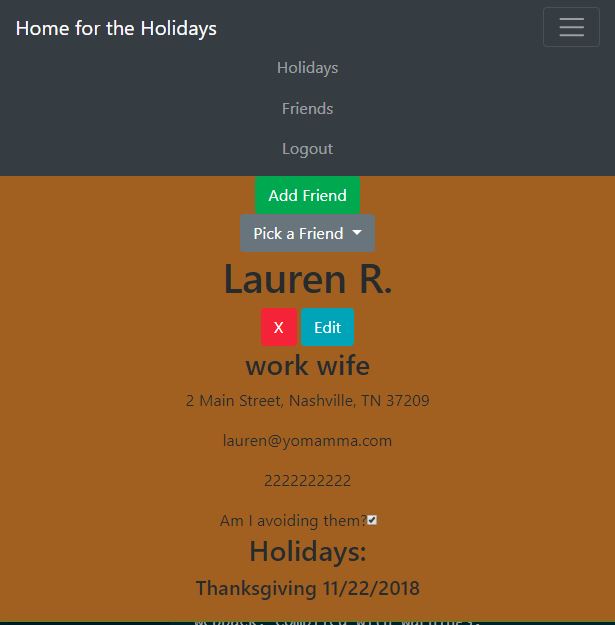 Home for the Holidays
Holidays
Friends
Logout
Add Friend
Pick a Friend
Lauren R.
X Edit
work wife
2 Main Street, Nashville, TN 37209
lauren@yomamma.com
2222222222
Am I avoiding them?
Holidays:
Thanksgiving 11/22/2018